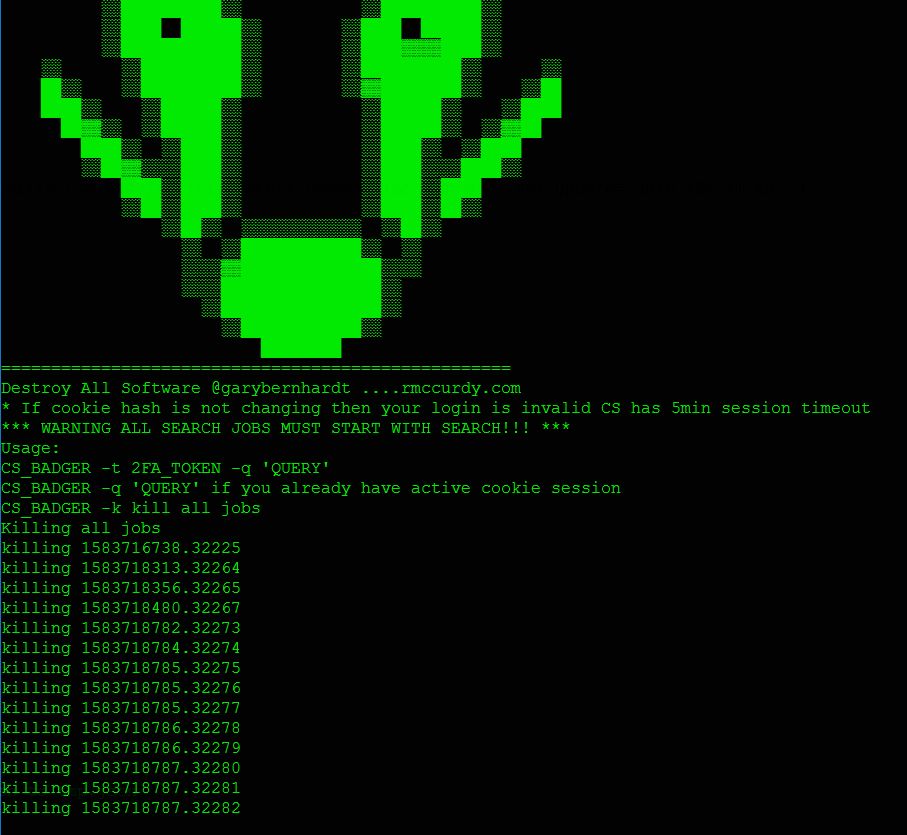 ===================================================
Destroy All Software @garybernhardt ....rmccurdy.com
* If cookie hash is not changing then your login is invalid CS has 5min session timeout
*** WARNING ALL SEARCH JOBS MUST START WITH SEARCH!!! ***
Usage:
CS_BADGER -t 2FA_TOKEN -q 'QUERY'
CS_BADGER -q 'QUERY' if you already have active cookie session
CS_BADGER -k kill all jobs
Killing all jobs
killing 1583716738.32225
killing 1583718313.32264
killing 1583718356.32265
killing 1583718480.32267
killing 1583718782.32273
killing 1583718784.32274
killing 1583718785.32275
killing 1583718785.32276
killing 1583718785.32277
killing 1583718786.32278
killing 1583718786.32279
killing 1583718787.32280
killing 1583718787.32281
killing 1583718787.32282